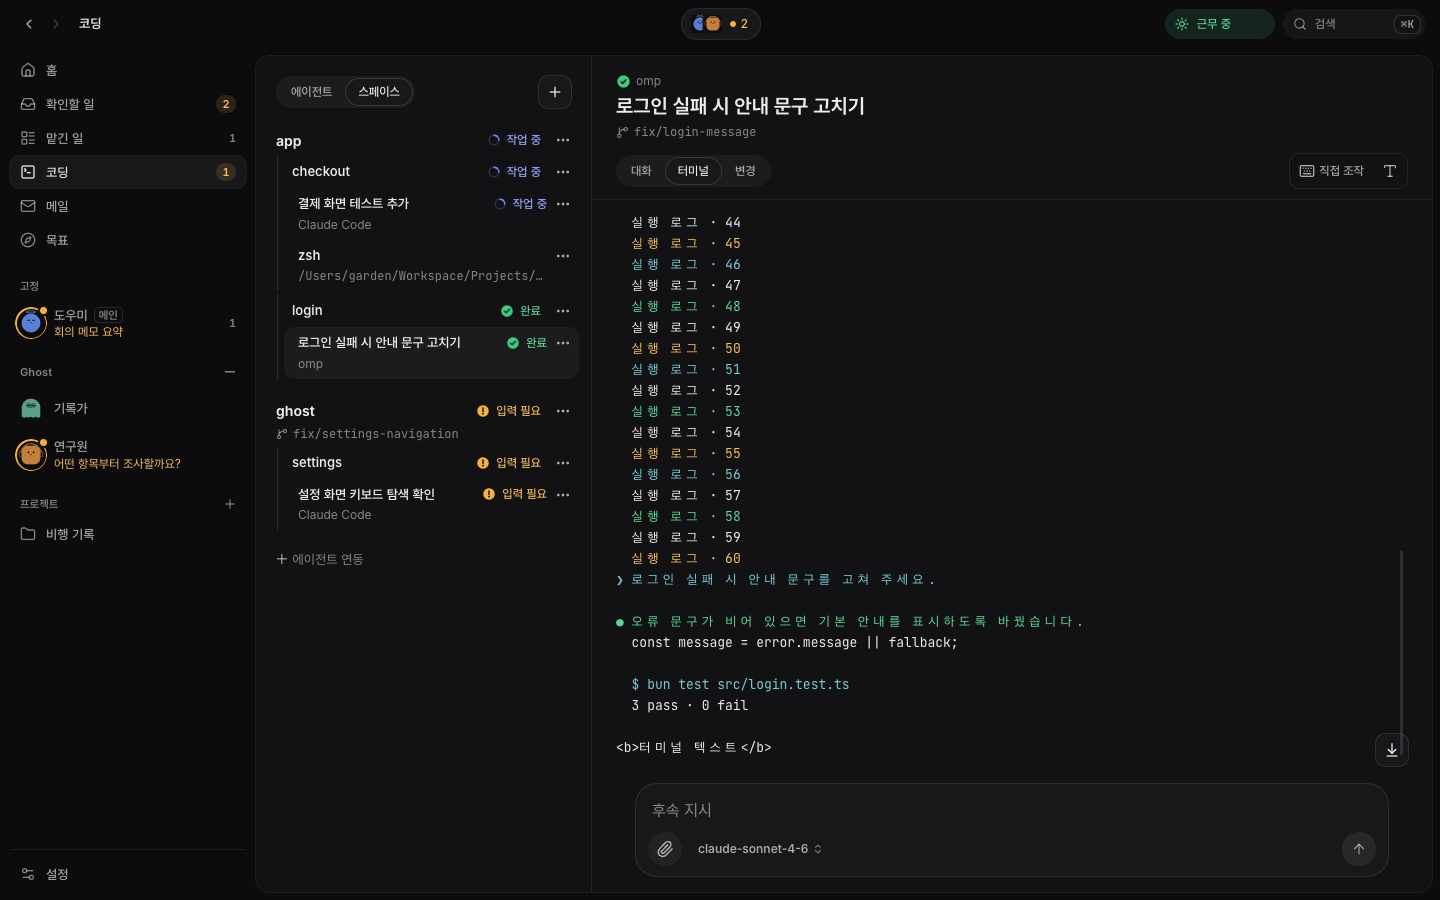 코딩
2
근무 중
검색
⌘K
홈
확인할 일
2
맡긴 일
1
코딩
1
메일
목표
고정
도우미
메인
회의 메모 요약
1
Ghost
기록가
연구원
어떤 항목부터 조사할까요?
프로젝트
비행 기록
설정
에이전트
스페이스
app
작업 중
checkout
작업 중
결제 화면 테스트 추가
작업 중
Claude Code
zsh
/Users/garden/Workspace/Projects/…
login
완료
로그인 실패 시 안내 문구 고치기
완료
omp
ghost
입력 필요
fix/settings-navigation
settings
입력 필요
설정 화면 키보드 탐색 확인
입력 필요
Claude Code
에이전트 연동
omp
로그인 실패 시 안내 문구 고치기
fix/login-message
대화
터미널
변경
직접 조작
실행 로그 · 44
실행 로그 · 45
실행 로그 · 46
실행 로그 · 47
실행 로그 · 48
실행 로그 · 49
실행 로그 · 50
실행 로그 · 51
실행 로그 · 52
실행 로그 · 53
실행 로그 · 54
실행 로그 · 55
실행 로그 · 56
실행 로그 · 57
실행 로그 · 58
실행 로그 · 59
실행 로그 · 60
❯ 로그인 실패 시 안내 문구를 고쳐 주세요.
● 오류 문구가 비어 있으면 기본 안내를 표시하도록 바꿨습니다.
const message = error.message || fallback;
$ bun test src/login.test.ts
3 pass · 0 fail
<b>터미널 텍스트</b>
후속 지시
claude-sonnet-4-6